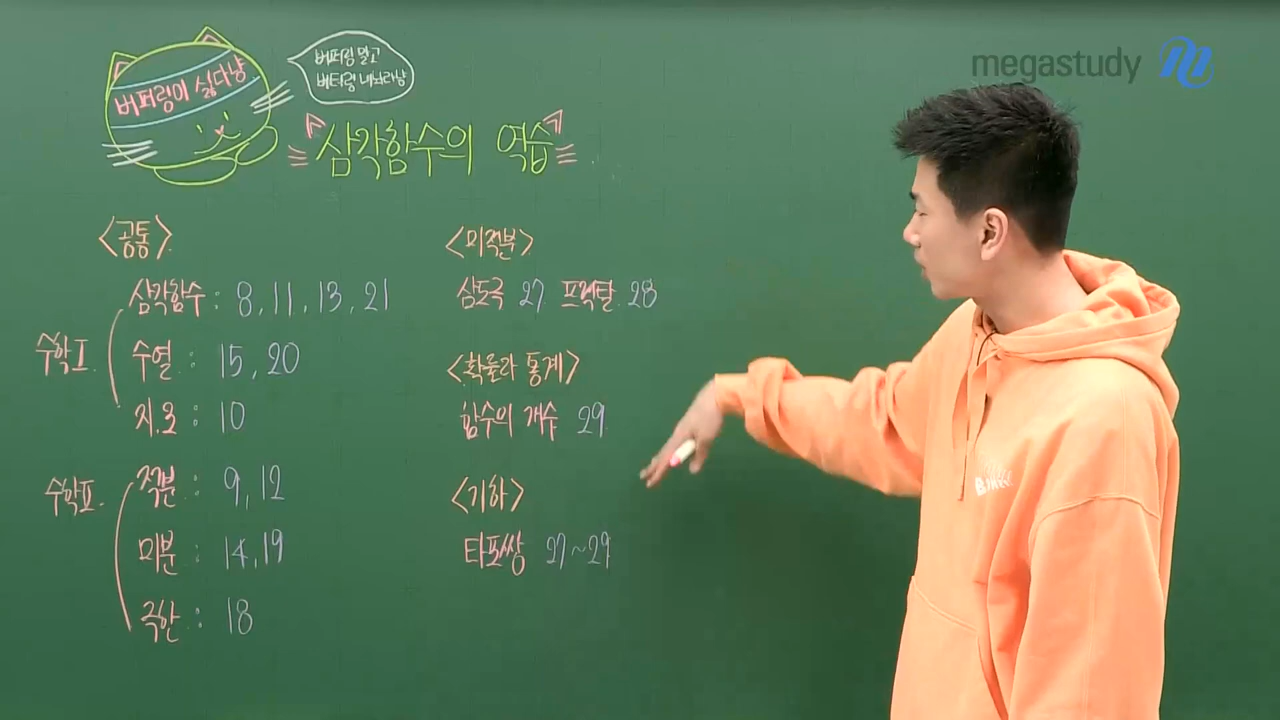 megastudy
버퍼링이 싫다냥
버퍼링 말고
버터링 내놔라냥
삼각함수의 역습
<공통>
수학Ⅰ.
삼각함수 : 8, 11, 13, 21
수열 : 15, 20
지.로 : 10
수학Ⅱ.
적분 : 9, 12
미분 : 14, 19
극한 : 18
<미적분>
삼도극 27 프랙탈 28
<확률과 통계>
함수의 개수 29
<기하>
타포쌍 27~29